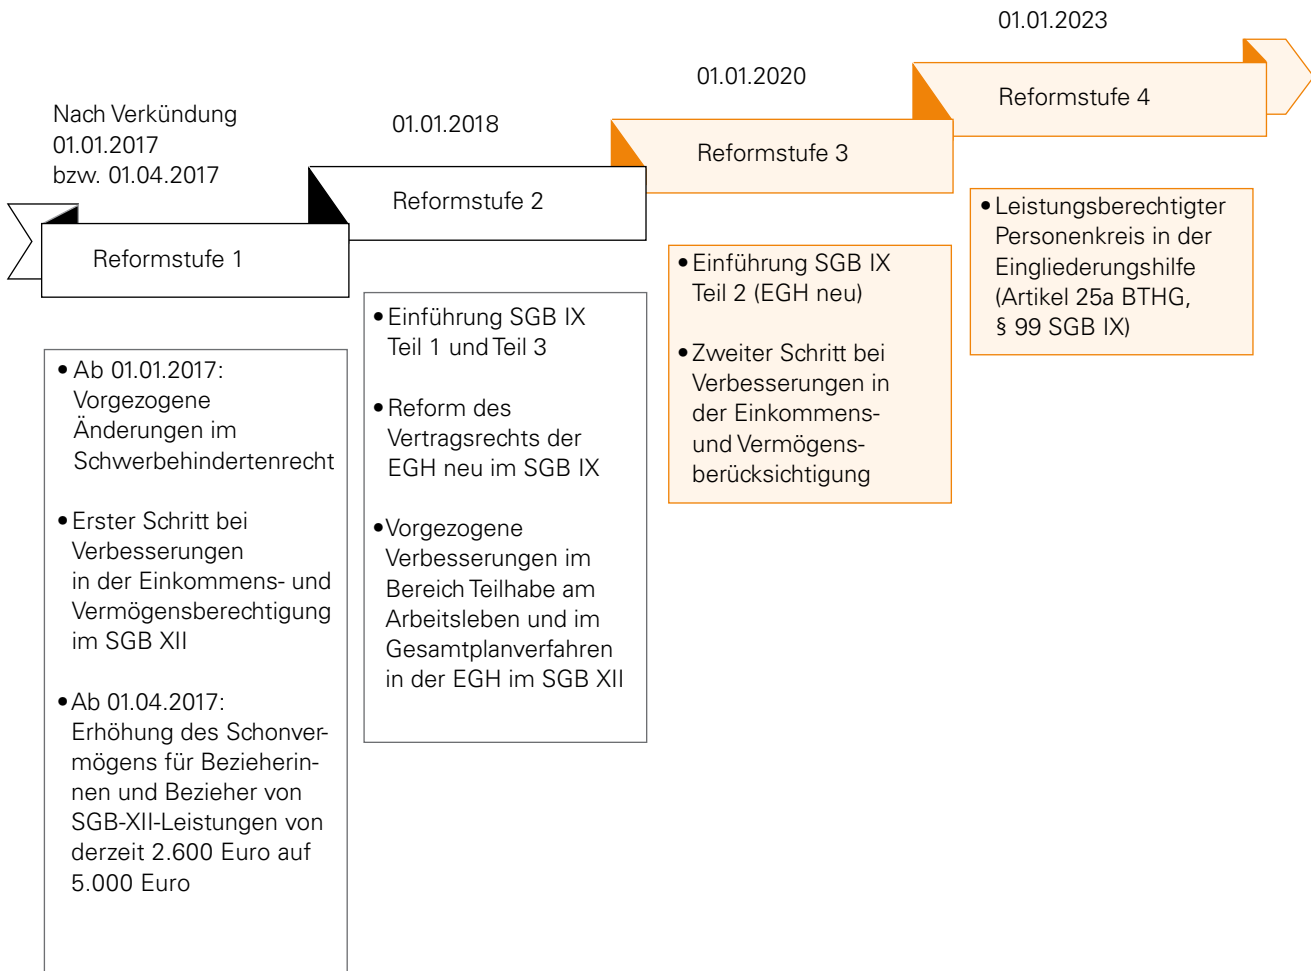 Nach Verkündung
01.01.2017
bzw. 01.04.2017
Reformstufe 1
• Ab 01.01.2017:
Vorgezogene
Änderungen im
Schwerbehindertenrecht
• Erster Schritt bei
Verbesserungen
in der Einkommens- und
Vermögensberechtigung
im SGB XII
• Ab 01.04.2017:
Erhöhung des Schonver-
mögens für Bezieherin-
nen und Bezieher von
SGB-XII-Leistungen von
derzeit 2.600 Euro auf
5.000 Euro
01.01.2018
Reformstufe 2
• Einführung SGB IX
Teil 1 und Teil 3
• Reform des
Vertragsrechts der
EGH neu im SGB IX
• Vorgezogene
Verbesserungen im
Bereich Teilhabe am
Arbeitsleben und im
Gesamtplanverfahren
in der EGH im SGB XII
01.01.2020
Reformstufe 3
• Einführung SGB IX
Teil 2 (EGH neu)
• Zweiter Schritt bei
Verbesserungen in
der Einkommens-
und Vermögens-
berücksichtigung
01.01.2023
Reformstufe 4
• Leistungsberechtigter
Personenkreis in der
Eingliederungshilfe
(Artikel 25a BTHG,
§ 99 SGB IX)